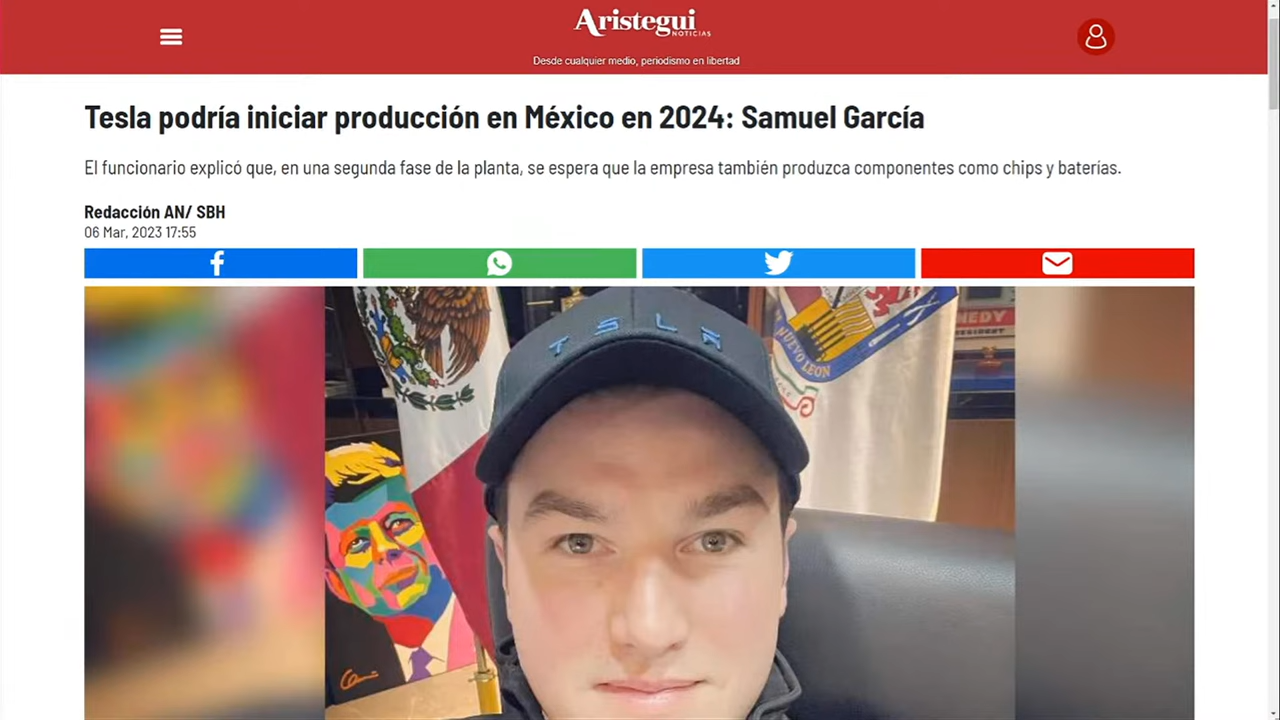 Aristegui
NOTICIAS
Desde cualquier medio, periodismo en libertad
Tesla podría iniciar producción en México en 2024: Samuel García
El funcionario explicó que, en una segunda fase de la planta, se espera que la empresa también produzca componentes como chips y baterías.
Redacción AN/ SBH
06 Mar, 2023 17:55
TESLA
NUEVO LEON
NEDY
PRESIDENT